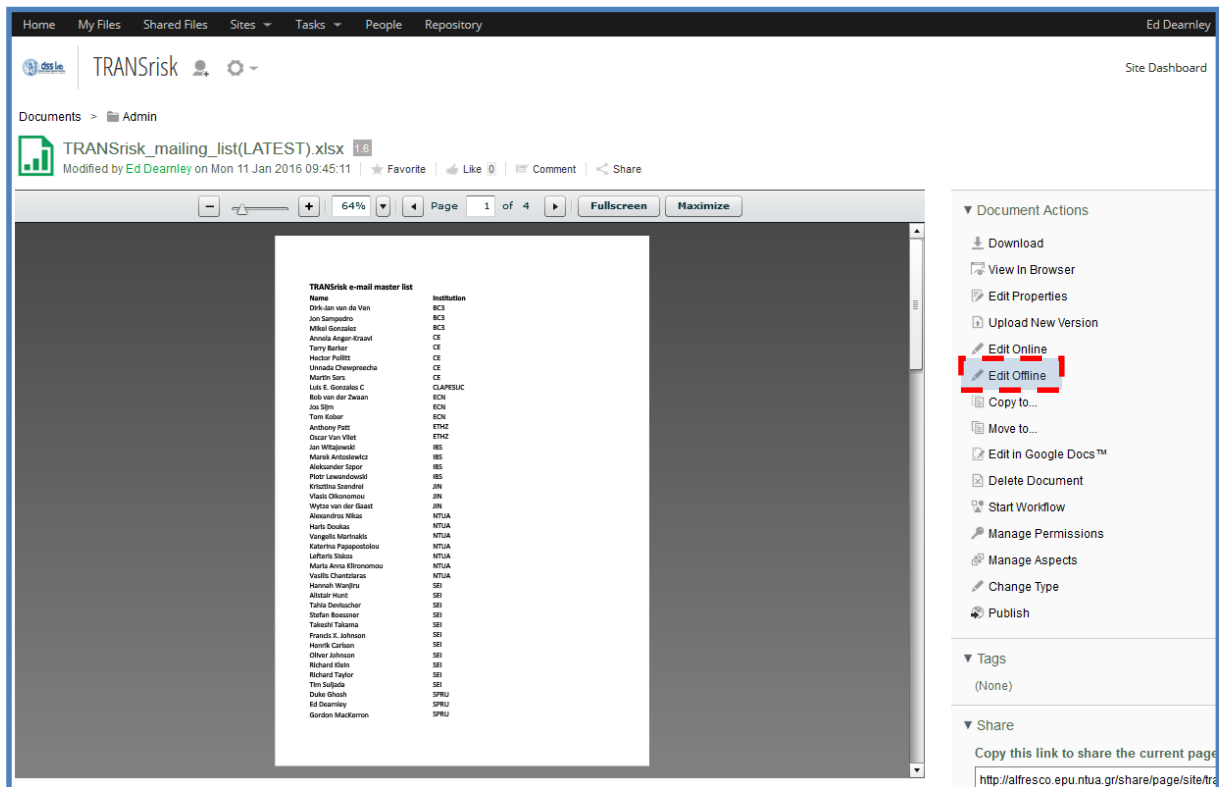 Home My Files Shared Files Sites Tasks People Repository Ed Dearnley
dss lab
TRANSrisk
Site Dashboard
Documents > Admin
TRANSrisk_mailing_list(LATEST).xlsx 1.6
Modified by Ed Dearnley on Mon 11 Jan 2016 09:45:11 Favorite Like 0 Comment Share
64% Page 1 of 4 Fullscreen Maximize
TRANSrisk e-mail master list
Name Institution
Dirk-Jan van de Ven BC3
Jon Sampedro BC3
Mikel Gonzalez BC3
Annela Anger-Kraavi CE
Terry Barker CE
Hector Pollitt CE
Unnada Chewpreecha CE
Martin Sers CE
Luis E. Gonzales C CLAPESUC
Bob van der Zwaan ECN
Jos Sijm ECN
Tom Kober ECN
Anthony Patt ETHZ
Oscar Van Vliet ETHZ
Jan Witajewski IBS
Marek Antosiewicz IBS
Aleksander Szpor IBS
Piotr Lewandowski IBS
Krisztina Szendrei JIN
Vlasis Oikonomou JIN
Wytze van der Gaast JIN
Alexandros Nikas NTUA
Haris Doukas NTUA
Vangelis Marinakis NTUA
Katerina Papapostolou NTUA
Lefteris Siskos NTUA
Maria Anna Klironomou NTUA
Vasilis Chantziaras NTUA
Hannah Wanjiru SEI
Alistair Hunt SEI
Tahia Devisscher SEI
Stefan Boessner SEI
Takeshi Takama SEI
Francis X. Johnson SEI
Henrik Carlsen SEI
Oliver Johnson SEI
Richard Klein SEI
Richard Taylor SEI
Tim Suljada SEI
Duke Ghosh SPRU
Ed Dearnley SPRU
Gordon MacKerron SPRU
Document Actions
Download
View In Browser
Edit Properties
Upload New Version
Edit Online
Edit Offline
Copy to...
Move to...
Edit in Google Docs™
Delete Document
Start Workflow
Manage Permissions
Manage Aspects
Change Type
Publish
Tags
(None)
Share
Copy this link to share the current page
http://alfresco.epu.ntua.gr/share/page/site/tra